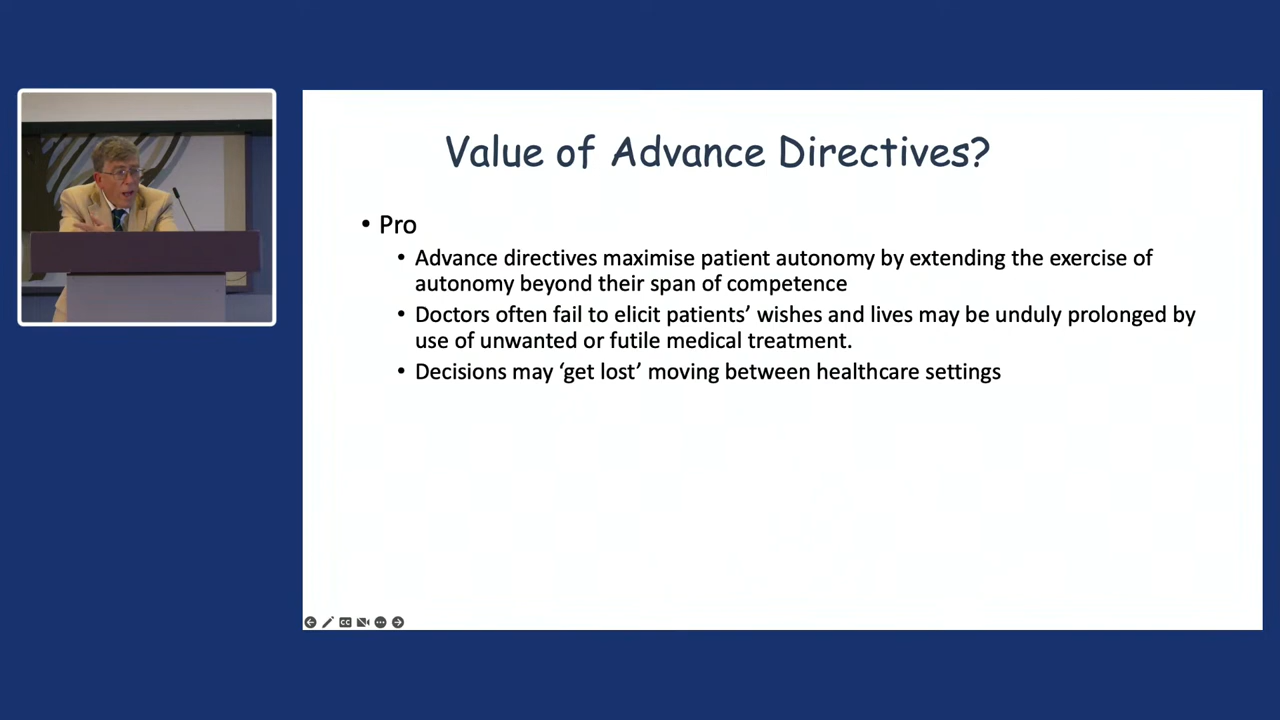 Value of Advance Directives?
• Pro
• Advance directives maximise patient autonomy by extending the exercise of
autonomy beyond their span of competence
• Doctors often fail to elicit patients’ wishes and lives may be unduly prolonged by
use of unwanted or futile medical treatment.
• Decisions may ‘get lost’ moving between healthcare settings
CC